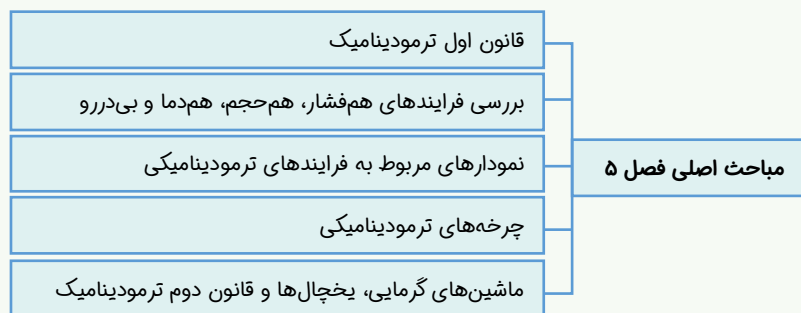 مباحث اصلی فصل ۵
قانون اول ترمودینامیک
بررسی فرایندهای هم‌فشار، هم‌حجم، هم‌دما و بی‌دررو
نمودارهای مربوط به فرایندهای ترمودینامیکی
چرخه‌های ترمودینامیکی
ماشین‌های گرمایی، یخچال‌ها و قانون دوم ترمودینامیک